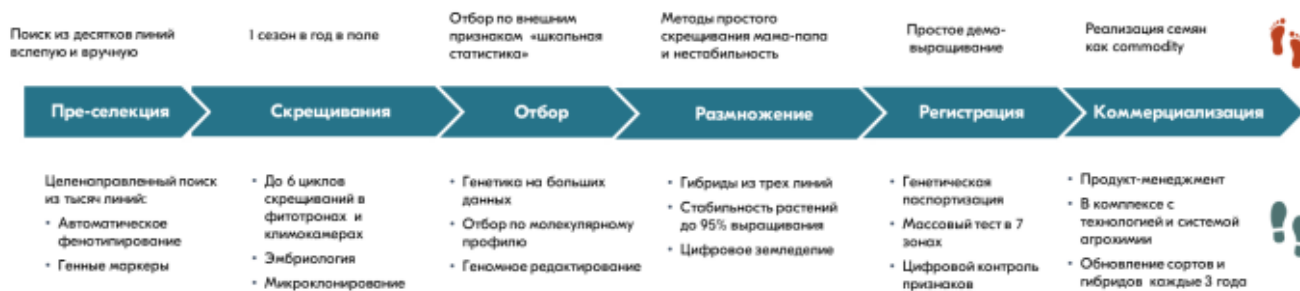 Поиск из десятков линий
вслепую и вручную
1 сезон в год в поле
Отбор по внешним
признакам «школьная
статистика»
Методы простого
скрещивания мама-папа
и нестабильность
Простое демо-
выращивание
Реализация семян
как commodity
Пре-селекция
Скрещивания
Отбор
Размножение
Регистрация
Коммерциализация
Целенаправленный поиск
из тысяч линий:
• Автоматическое
фенотипирование
• Генные маркеры
• До 6 циклов
скрещиваний в
фитотронах и
климокамерах
• Эмбриология
• Микроклонирование
• Генетика на больших
данных
• Отбор по молекулярному
профилю
• Геномное редактирование
• Гибриды из трех линий
• Стабильность растений
до 95% выращивания
• Цифровое земледелие
• Генетическая
паспортизация
• Массовый тест в 7
зонах
• Цифровой контроль
признаков
• Продукт-менеджмент
• В комплексе с
технологией и системой
агрохимии
• Обновление сортов и
гибридов каждые 3 года